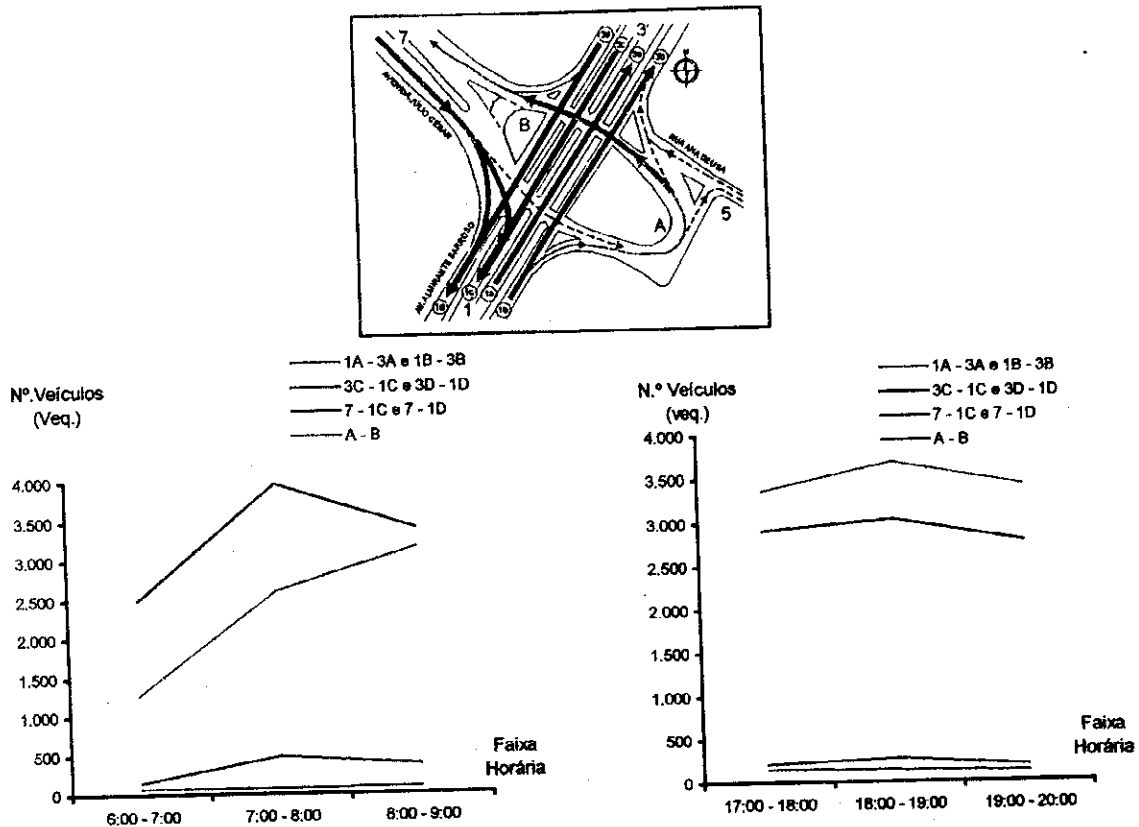 7
3'
AVENIDA JÚLIO CÉSAR
B
RUA ANA DEUSA
A
5
AV. ALMIRANTE BARROSO
1
1A - 3A e 1B - 3B
3C - 1C e 3D - 1D
7 - 1C e 7 - 1D
A - B
Nº.Veículos
(Veq.)
4.000
3.500
3.000
2.500
2.000
1.500
1.000
500
0
6:00 - 7:00
7:00 - 8:00
8:00 - 9:00
Faixa
Horária
1A - 3A e 1B - 3B
3C - 1C e 3D - 1D
7 - 1C e 7 - 1D
A - B
N.º Veículos
(veq.)
4.000
3.500
3.000
2.500
2.000
1.500
1.000
500
0
17:00 - 18:00
18:00 - 19:00
19:00 - 20:00
Faixa
Horária